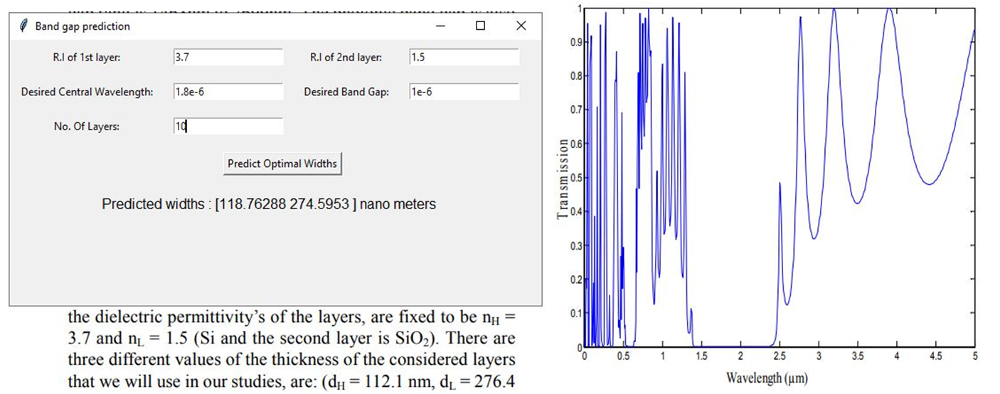 Band gap prediction
R.I of 1st layer:
3.7
R.I of 2nd layer:
1.5
Desired Central Wavelength:
1.8e-6
Desired Band Gap:
1e-6
No. Of Layers:
10
Predict Optimal Widths
Predicted widths : [118.76288 274.5953 ] nano meters
the dielectric permittivity's of the layers, are fixed to be nH =
3.7 and nL = 1.5 (Si and the second layer is SiO2). There are
three different values of the thickness of the considered layers
that we will use in our studies, are: (dH = 112.1 nm, dL = 276.4
Transmission
1
0.9
0.8
0.7
0.6
0.5
0.4
0.3
0.2
0.1
0
0 0.5 1 1.5 2 2.5 3 3.5 4 4.5 5
Wavelength (µm)